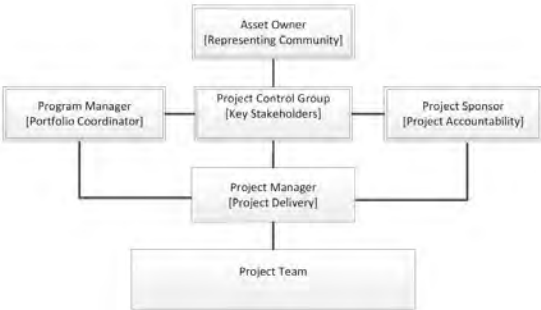 Asset Owner
[Representing Community]
Program Manager
[Portfolio Coordinator]
Project Control Group
[Key Stakeholders]
Project Sponsor
[Project Accountability]
Project Manager
[Project Delivery]
Project Team